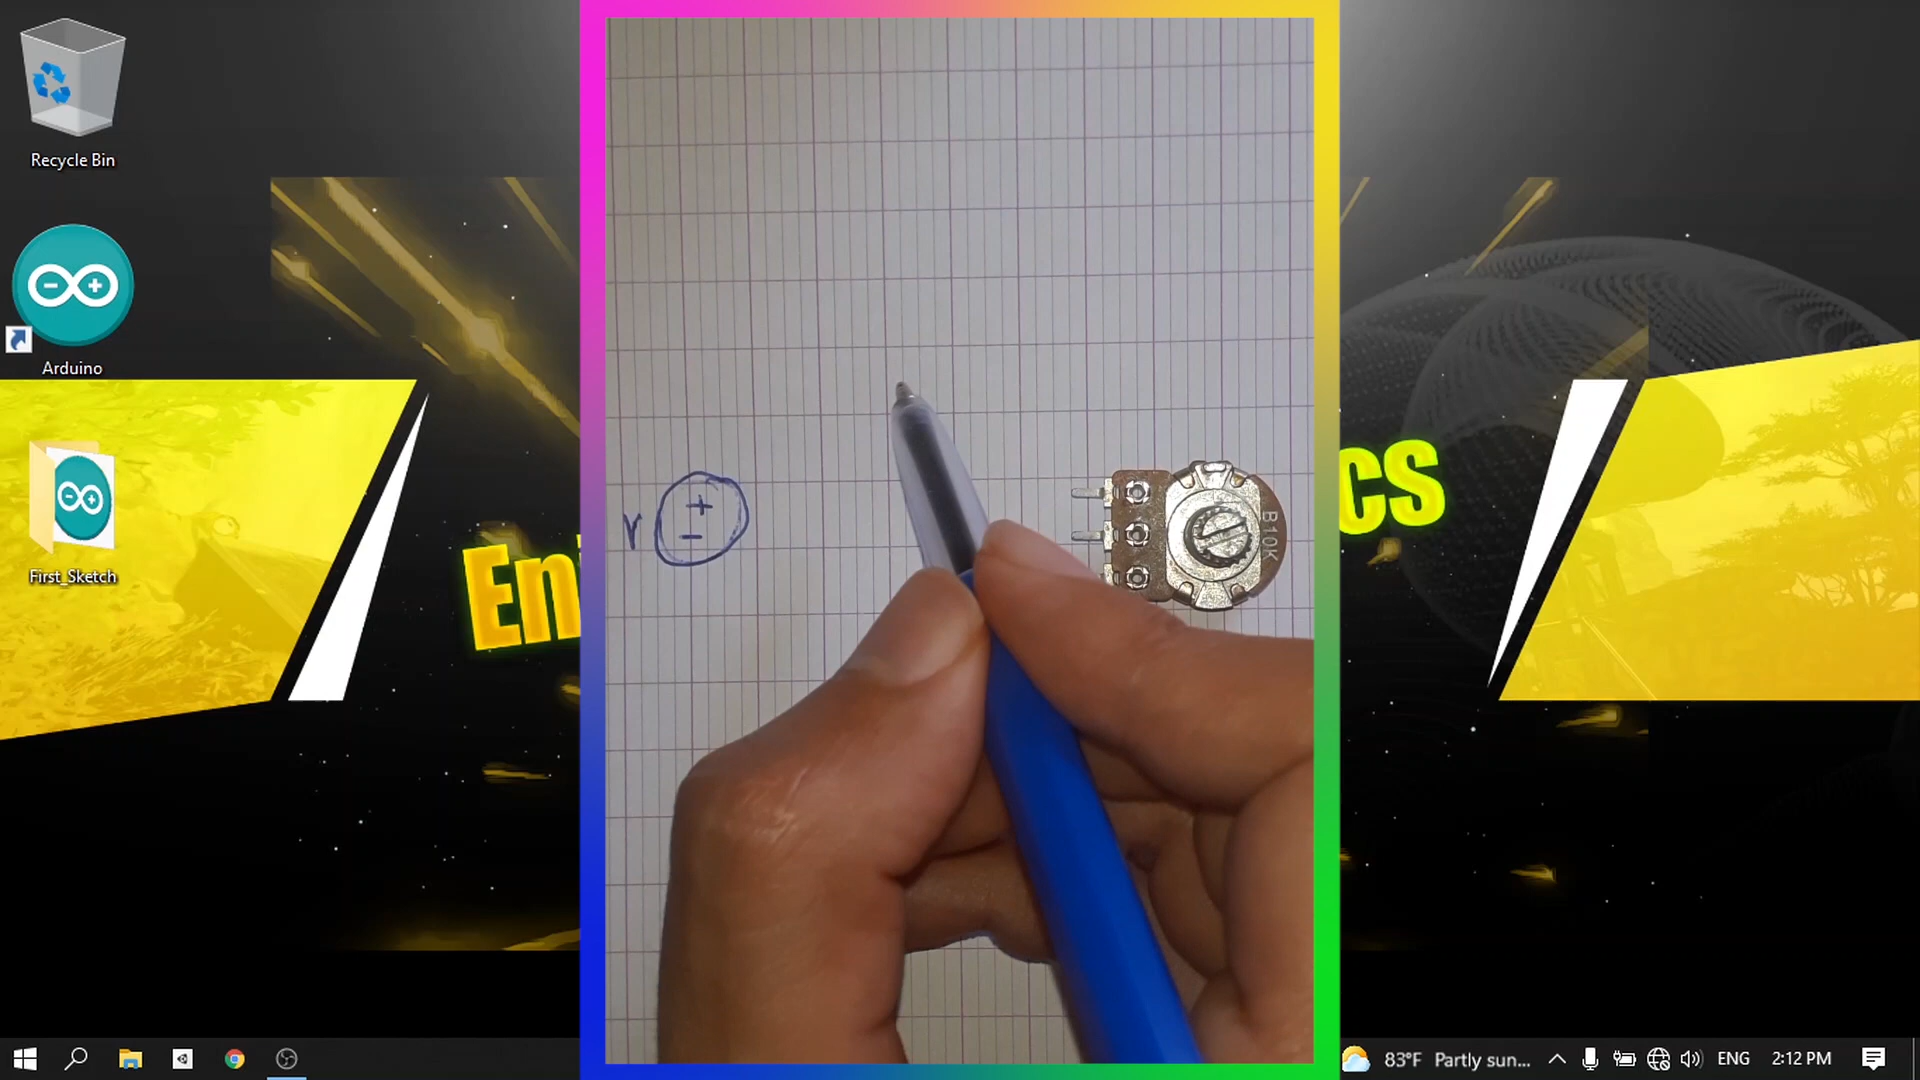 Recycle Bin
Arduino
First_Sketch
En
cs
V
+
-
B10K
83°F Partly sun...
ENG
2:12 PM